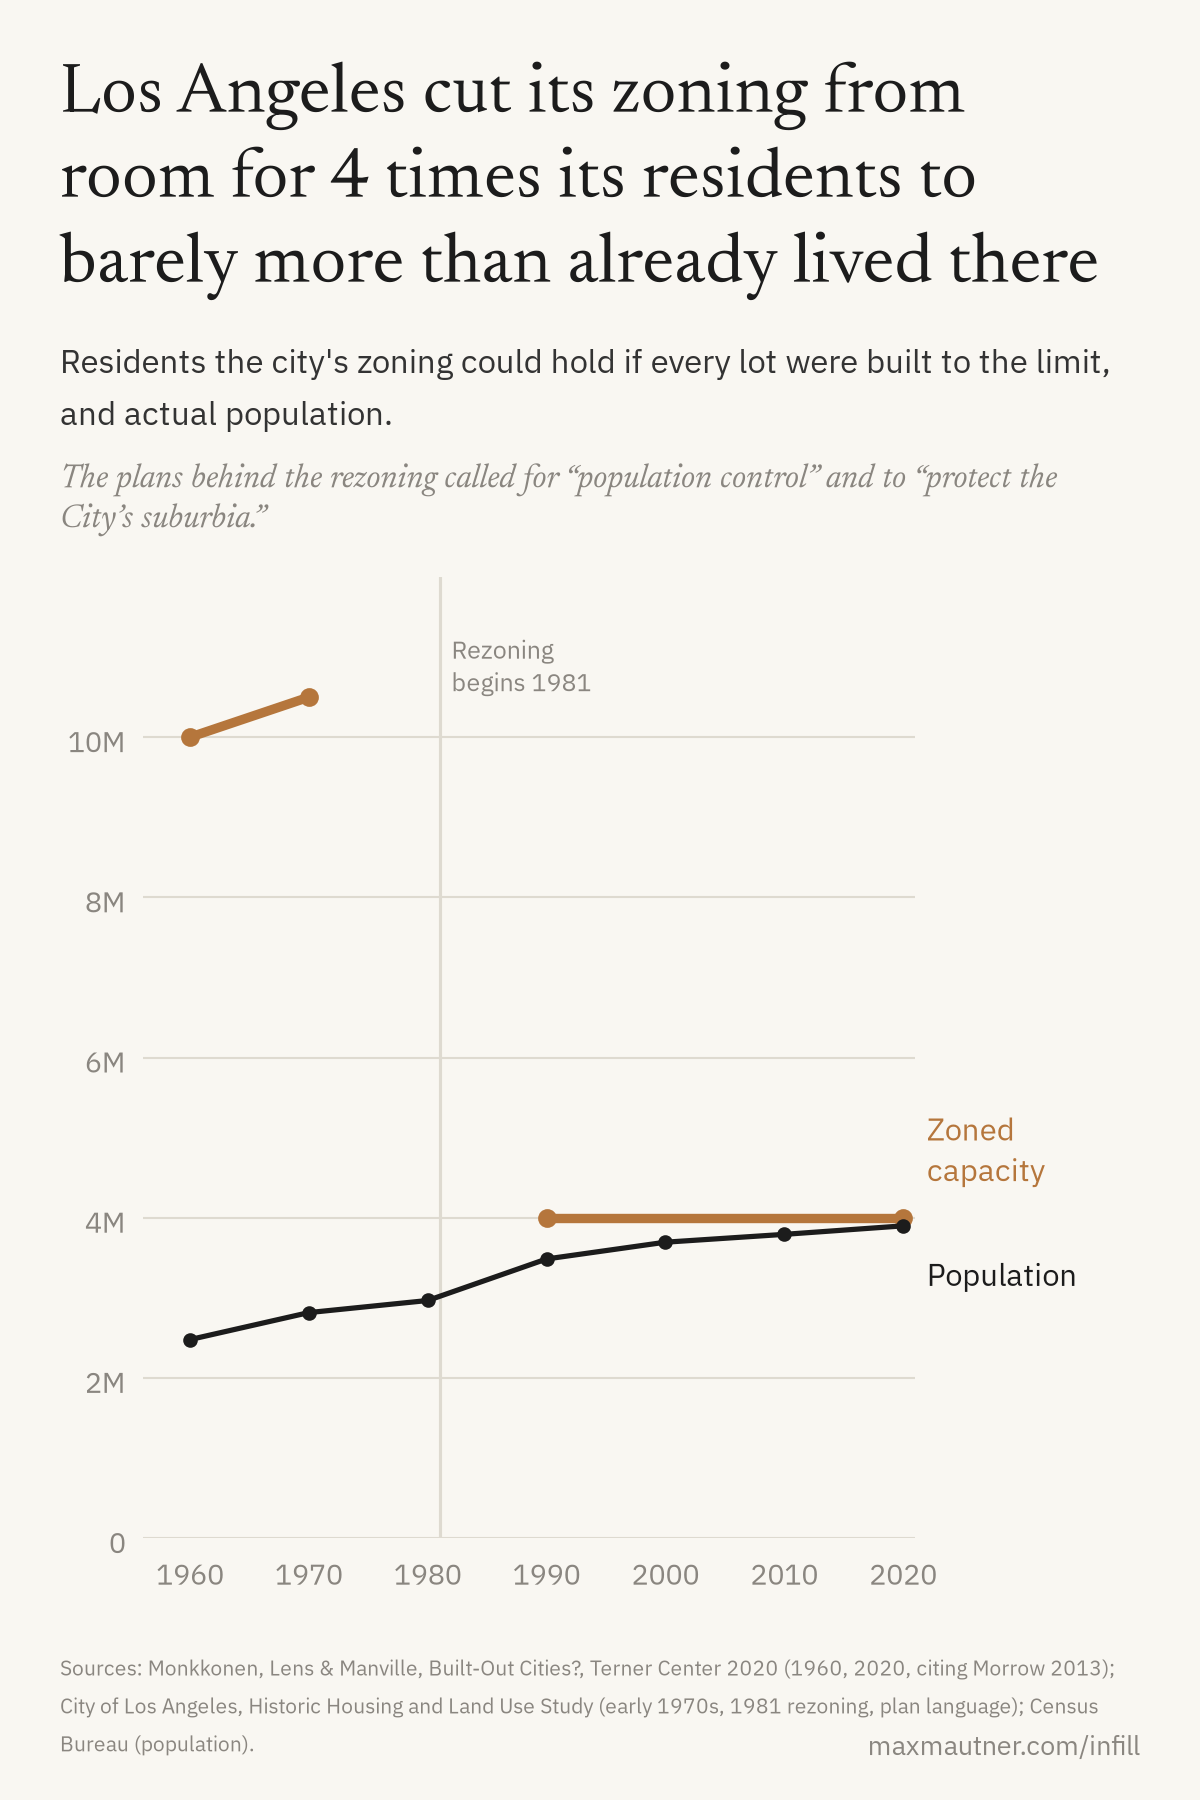 Los Angeles cut its zoning from
room for 4 times its residents to
barely more than already lived there
Residents the city's zoning could hold if every lot were built to the limit,
and actual population.
The plans behind the rezoning called for “population control” and to “protect the
City’s suburbia.”
Rezoning
begins 1981
10M
8M
6M
Zoned
capacity
4M
Population
2M
0
1960 1970 1980 1990 2000 2010 2020
Sources: Monkkonen, Lens & Manville, Built-Out Cities?, Terner Center 2020 (1960, 2020, citing Morrow 2013);
City of Los Angeles, Historic Housing and Land Use Study (early 1970s, 1981 rezoning, plan language); Census
Bureau (population).
maxmautner.com/infill